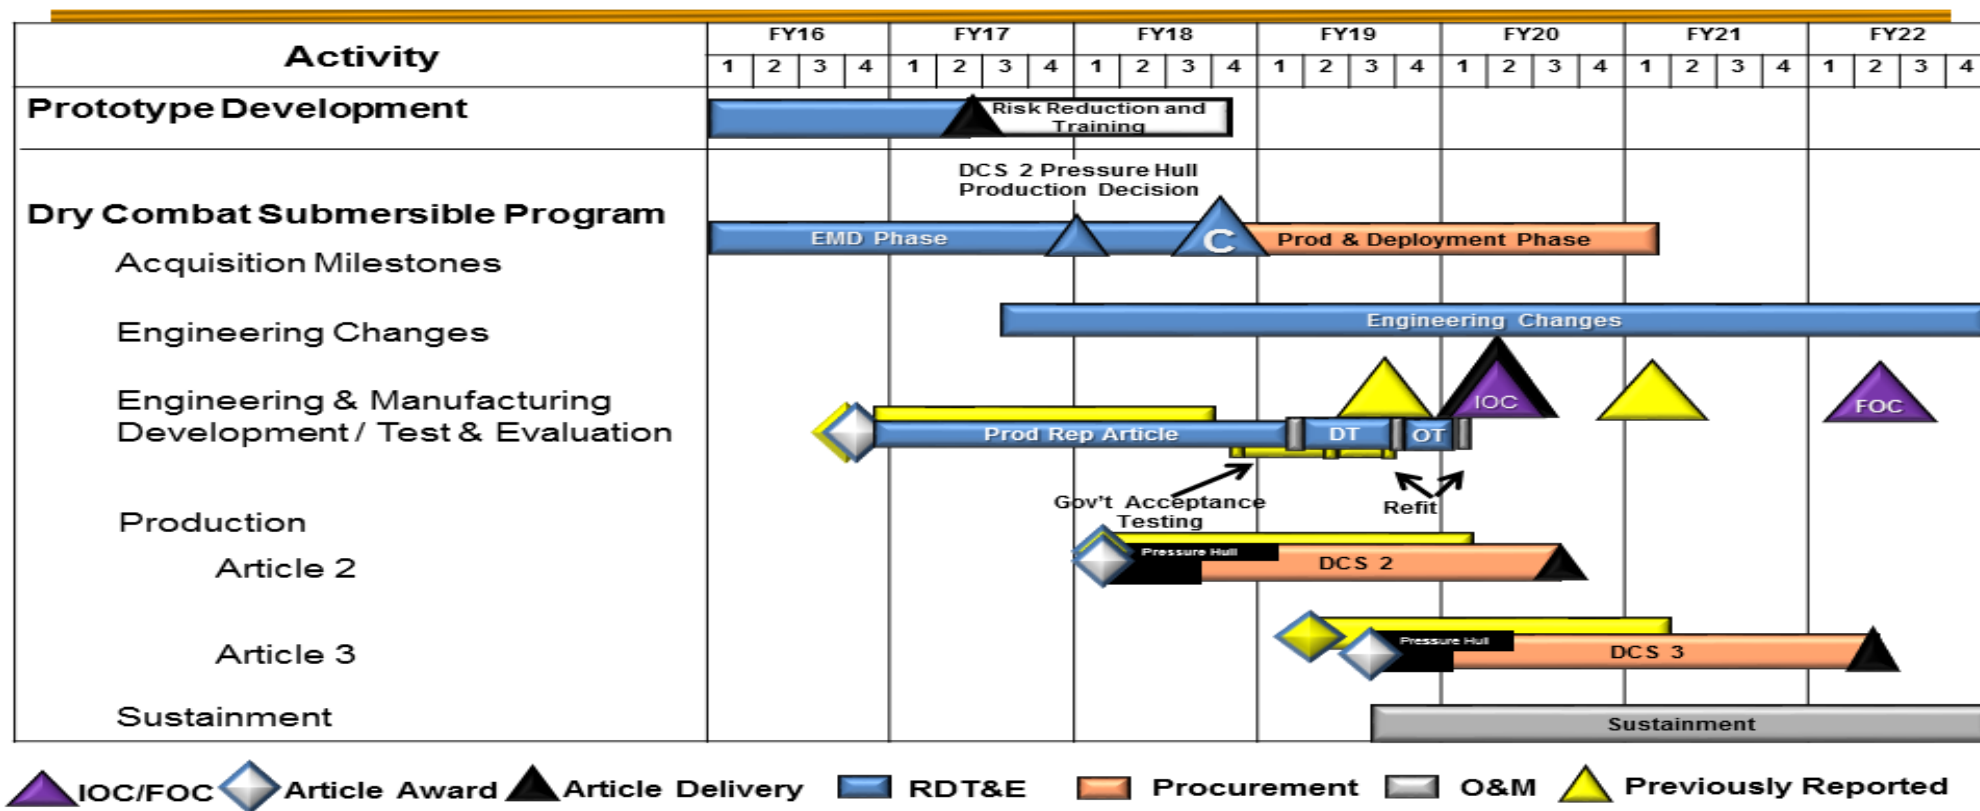 FY16 FY17 FY18 FY19 FY20 FY21 FY22
Activity
1 2 3 4 1 2 3 4 1 2 3 4 1 2 3 4 1 2 3 4 1 2 3 4 1 2 3 4
Prototype Development
Risk Reduction and
Training
DCS 2 Pressure Hull
Production Decision
Dry Combat Submersible Program
EMD Phase
C
Prod & Deployment Phase
Acquisition Milestones
Engineering Changes
Engineering Changes
Engineering & Manufacturing
Development / Test & Evaluation
IOC
FOC
Prod Rep Article
DT
OT
Gov't Acceptance
Testing
Refit
Production
Article 2
Pressure Hull
DCS 2
Article 3
Pressure Hull
DCS 3
Sustainment
Sustainment
IOC/FOC Article Award Article Delivery RDT&E Procurement O&M Previously Reported